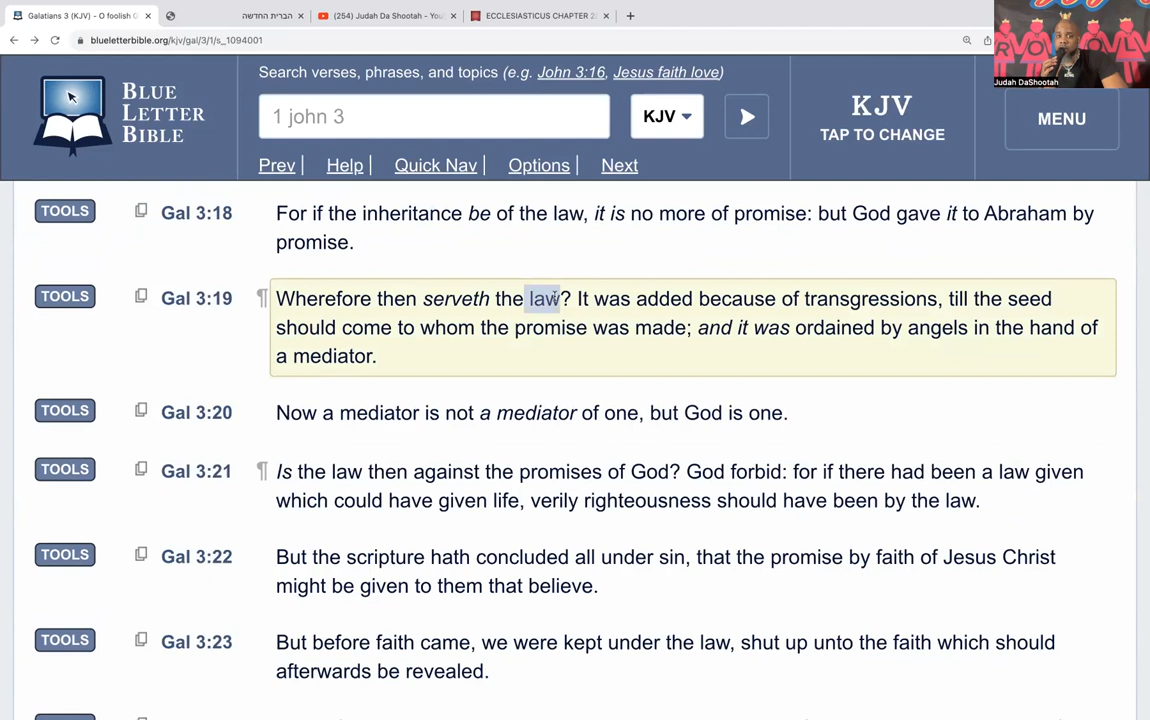 Galatians 3 (KJV) - O foolish G
הברית החדשה
(254) Judah Da Shootah - You
ECCLESIASTICUS CHAPTER 2
blueletterbible.org/kjv/gal/3/1/s_1094001
Judah DaShootah
BLUE
LETTER
BIBLE
Search verses, phrases, and topics (e.g. John 3:16, Jesus faith love)
1 john 3
KJV
KJV
TAP TO CHANGE
MENU
Prev | Help | Quick Nav | Options | Next
TOOLS Gal 3:18 For if the inheritance be of the law, it is no more of promise: but God gave it to Abraham by
promise.
TOOLS Gal 3:19 ¶ Wherefore then serveth the law? It was added because of transgressions, till the seed
should come to whom the promise was made; and it was ordained by angels in the hand of
a mediator.
TOOLS Gal 3:20 Now a mediator is not a mediator of one, but God is one.
TOOLS Gal 3:21 ¶ Is the law then against the promises of God? God forbid: for if there had been a law given
which could have given life, verily righteousness should have been by the law.
TOOLS Gal 3:22 But the scripture hath concluded all under sin, that the promise by faith of Jesus Christ
might be given to them that believe.
TOOLS Gal 3:23 But before faith came, we were kept under the law, shut up unto the faith which should
afterwards be revealed.